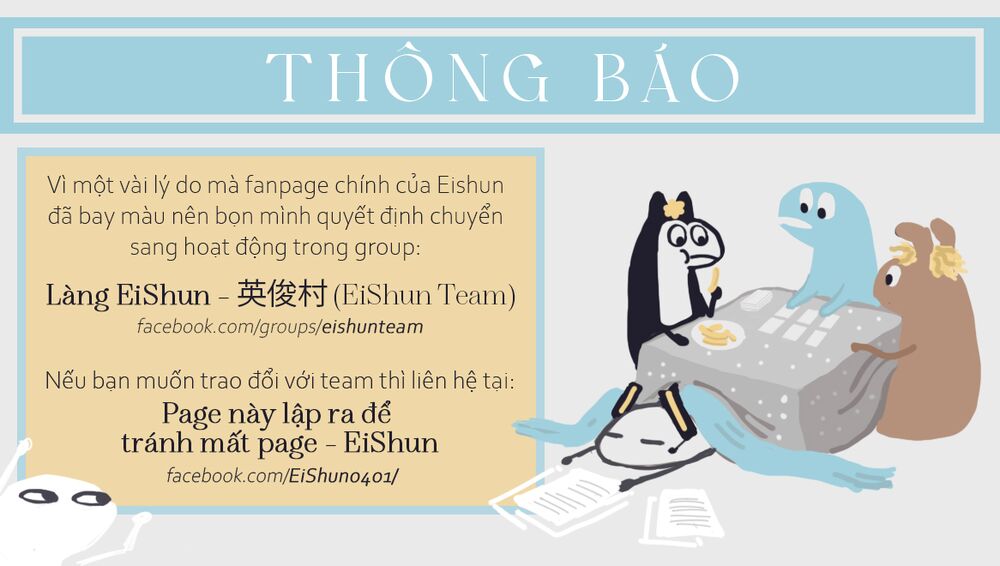 THÔNG BÁO
Vì một vài lý do mà fanpage chính của Eishun
đã bay màu nên bọn mình quyết định chuyển
sang hoạt động trong group:
Làng EiShun - 英俊村 (EiShun Team)
facebook.com/groups/eishunteam
Nếu bạn muốn trao đổi với team thì liên hệ tại:
Page này lập ra để
tránh mất page - EiShun
facebook.com/EiShun0401/